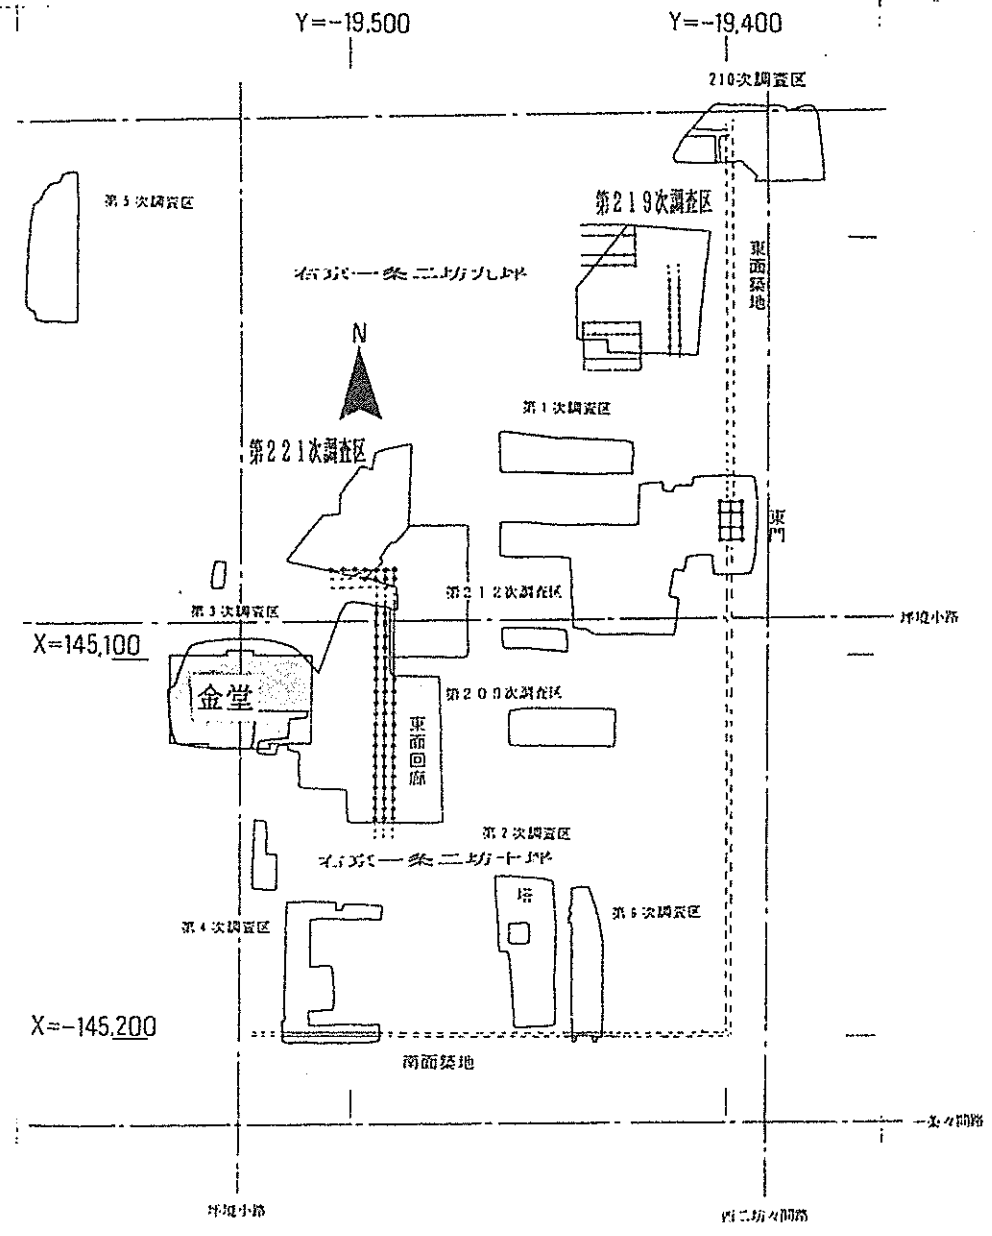 Y=−19,500
Y=−19,400
210次調査区
第5次調査区
第219次調査区
東面築地
右京一条二坊九坪
N
第1次調査区
第221次調査区
東門
第212次調査区
第3次調査区
坪境小路
X=145,100
金堂
第209次調査区
東面回廊
第2次調査区
右京一条二坊十坪
塔
第4次調査区
第6次調査区
X=−145,200
南面築地
一条々間路
坪境小路
西二坊々間路